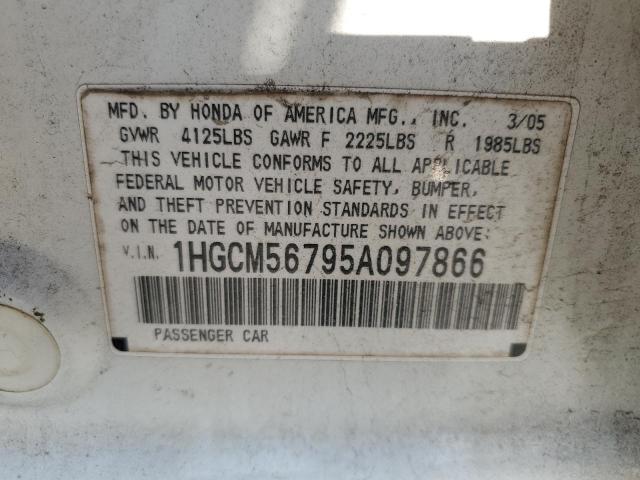 MFD. BY HONDA OF AMERICA MFG., INC. 3/05
GVWR 4125LBS GAWR F 2225LBS R 1985LBS
THIS VEHICLE CONFORMS TO ALL APPLICABLE
FEDERAL MOTOR VEHICLE SAFETY, BUMPER,
AND THEFT PREVENTION STANDARDS IN EFFECT
ON THE DATE OF MANUFACTURE SHOWN ABOVE:
V.I.N. 1HGCM56795A097866
PASSENGER CAR